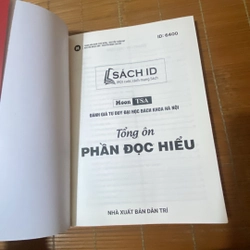 ID: 6400
SÁCH ID
Moon TSA
ĐÁNH GIÁ TƯ DUY ĐẠI HỌC BÁCH KHOA HÀ NỘI
Tổng ôn
PHẦN ĐỌC HIỂU
NHÀ XUẤT BẢN DÂN TRÍ